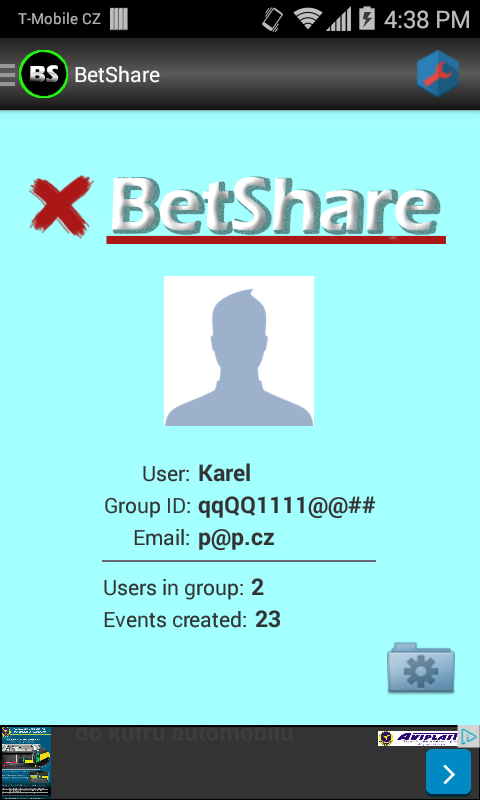 T-Mobile CZ 4:38 PM
BS BetShare
BetShare
User: Karel
Group ID: qqQQ1111@@##
Email: p@p.cz
Users in group: 2
Events created: 23
do kufru automobilu